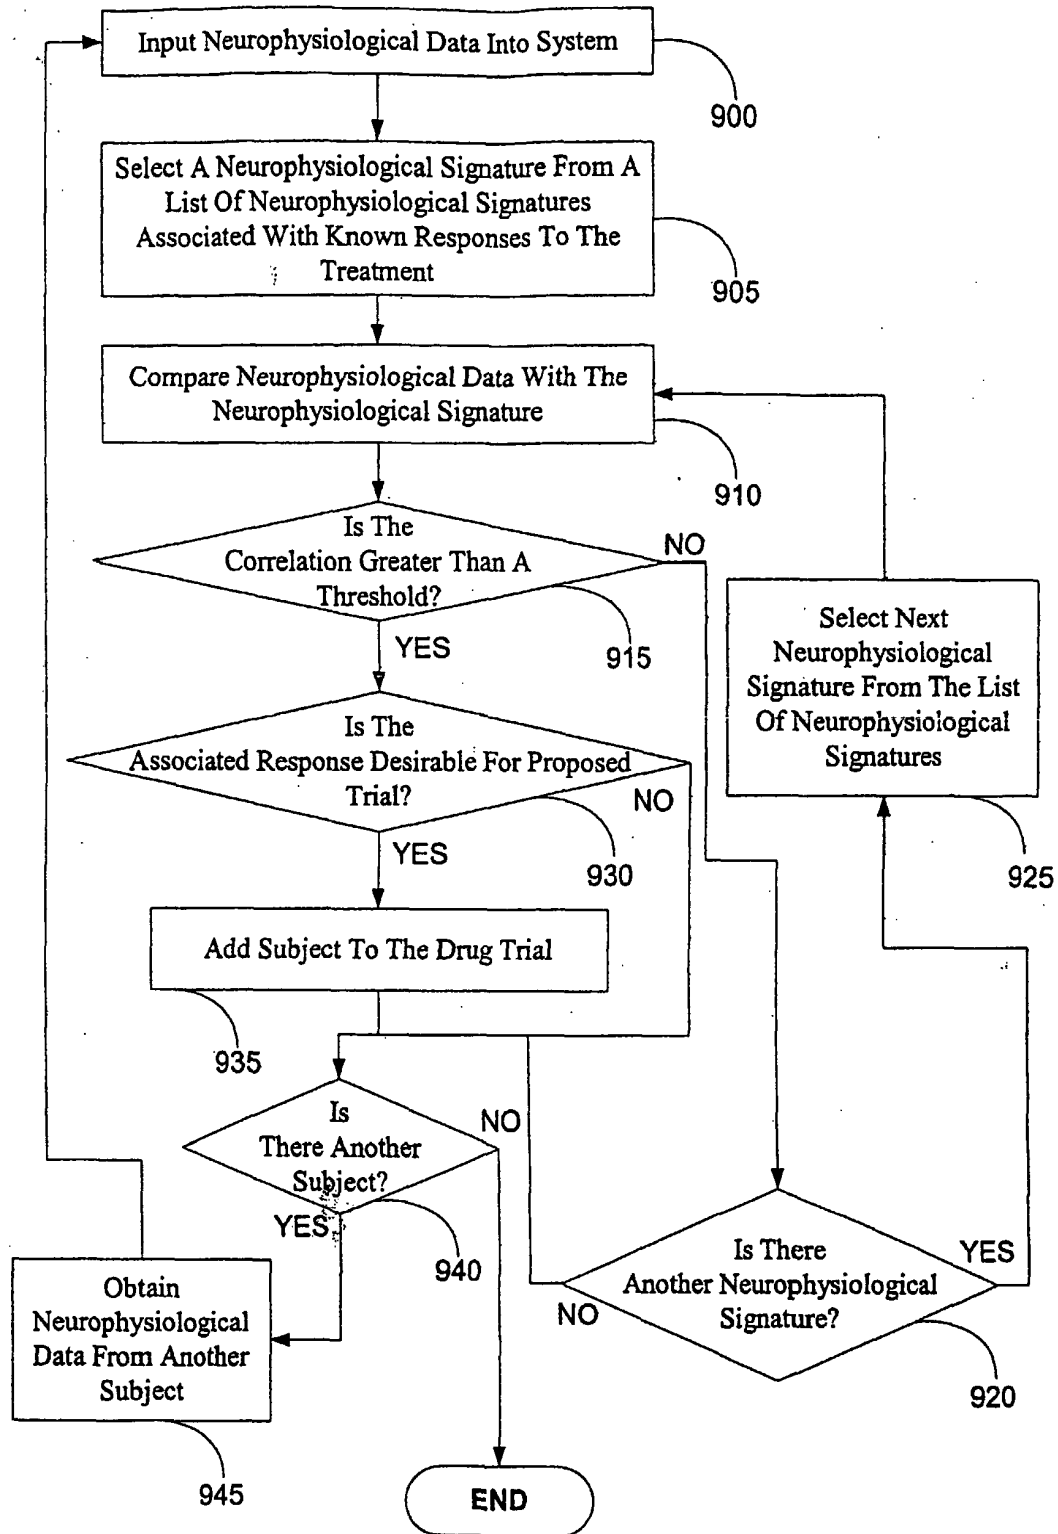 Input Neurophysiological Data Into System
900
Select A Neurophysiological Signature From A
List Of Neurophysiological Signatures
Associated With Known Responses To The
Treatment
905
Compare Neurophysiological Data With The
Neurophysiological Signature
910
Is The
Correlation Greater Than A
Threshold?
NO
YES
915
Select Next
Neurophysiological
Signature From The List
Of Neurophysiological
Signatures
925
Is The
Associated Response Desirable For Proposed
Trial?
NO
YES
930
Add Subject To The Drug Trial
935
Is
There Another
Subject?
NO
YES
940
Is There
Another Neurophysiological
Signature?
YES
NO
920
Obtain
Neurophysiological
Data From Another
Subject
945
END